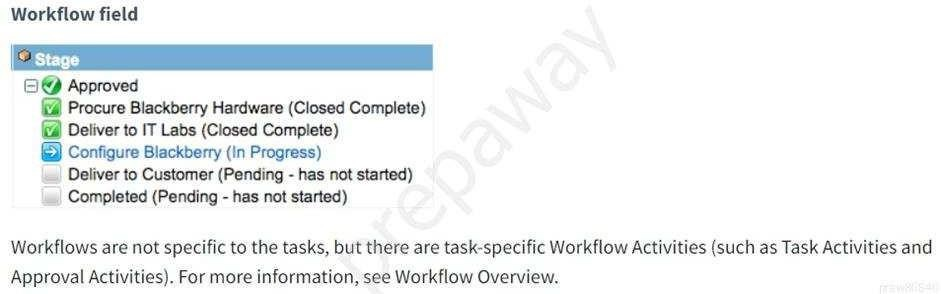 Workflow field
Stage
Approved
Procure Blackberry Hardware (Closed Complete)
Deliver to IT Labs (Closed Complete)
Configure Blackberry (In Progress)
Deliver to Customer (Pending - has not started)
Completed (Pending - has not started)
prepaway
Workflows are not specific to the tasks, but there are task-specific Workflow Activities (such as Task Activities and
Approval Activities). For more information, see Workflow Overview.